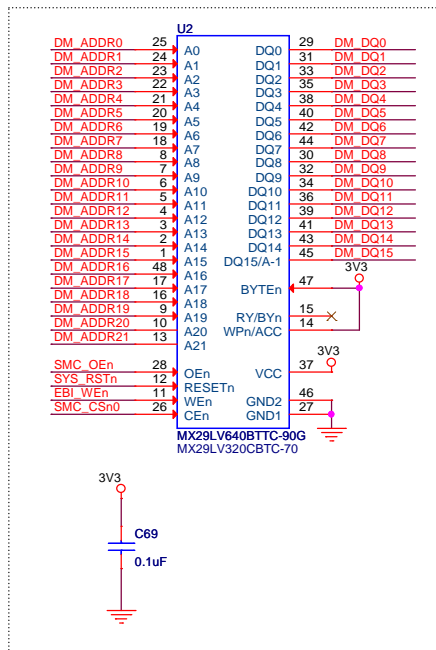 U2
DM_ADDR0 25 A0 DQ0 29 DM_DQ0
DM_ADDR1 24 A1 DQ1 31 DM_DQ1
DM_ADDR2 23 A2 DQ2 33 DM_DQ2
DM_ADDR3 22 A3 DQ3 35 DM_DQ3
DM_ADDR4 21 A4 DQ4 38 DM_DQ4
DM_ADDR5 20 A5 DQ5 40 DM_DQ5
DM_ADDR6 19 A6 DQ6 42 DM_DQ6
DM_ADDR7 18 A7 DQ7 44 DM_DQ7
DM_ADDR8 8 A8 DQ8 30 DM_DQ8
DM_ADDR9 7 A9 DQ9 32 DM_DQ9
DM_ADDR10 6 A10 DQ10 34 DM_DQ10
DM_ADDR11 5 A11 DQ11 36 DM_DQ11
DM_ADDR12 4 A12 DQ12 39 DM_DQ12
DM_ADDR13 3 A13 DQ13 41 DM_DQ13
DM_ADDR14 2 A14 DQ14 43 DM_DQ14
DM_ADDR15 1 A15 DQ15/A-1 45 DM_DQ15
DM_ADDR16 48 A16 3V3
DM_ADDR17 17 A17 BYTEn 47
DM_ADDR18 16 A18
DM_ADDR19 9 A19 RY/BYn 15
DM_ADDR20 10 A20 WPn/ACC 14
DM_ADDR21 13 A21
3V3
SMC_OEn 28 OEn VCC 37
SYS_RSTn 12 RESETn
EBI_WEn 11 WEn GND2 46
SMC_CSn0 26 CEn GND1 27
MX29LV640BTTC-90G
MX29LV320CBTC-70
3V3
C69
0.1uF